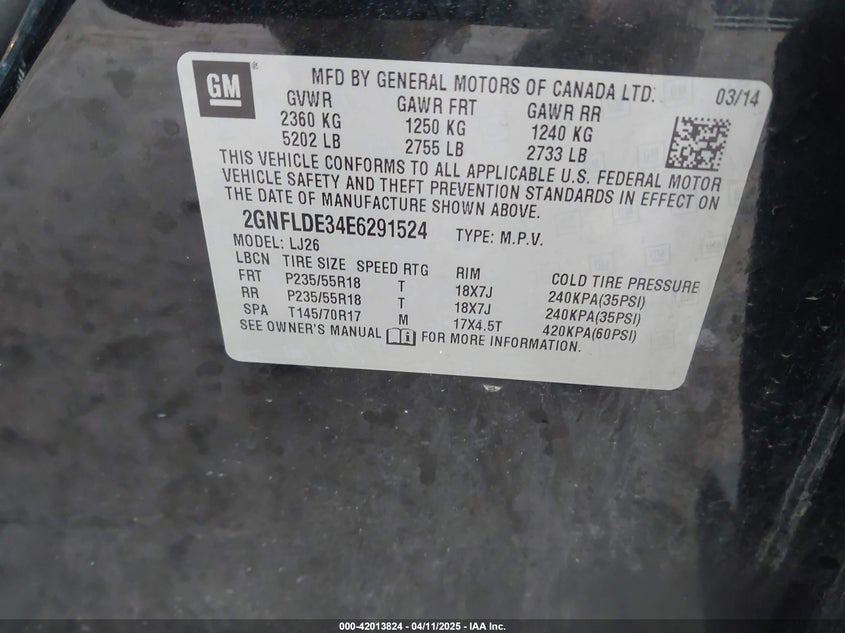 GM
®
MFD BY GENERAL MOTORS OF CANADA LTD. 03/14
GVWR GAWR FRT GAWR RR
2360 KG 1250 KG 1240 KG
5202 LB 2755 LB 2733 LB
THIS VEHICLE CONFORMS TO ALL APPLICABLE U.S. FEDERAL MOTOR
VEHICLE SAFETY AND THEFT PREVENTION STANDARDS IN EFFECT ON
THE DATE OF MANUFACTURE SHOWN ABOVE.
2GNFLDE34E6291524 TYPE: M.P.V.
MODEL: LJ26
LBCN TIRE SIZE SPEED RTG RIM COLD TIRE PRESSURE
FRT P235/55R18 T 18X7J 240KPA(35PSI)
RR P235/55R18 T 18X7J 240KPA(35PSI)
SPA T145/70R17 M 17X4.5T 420KPA(60PSI)
SEE OWNER'S MANUAL FOR MORE INFORMATION.
000-42013824 / 04/11/2025 - IAA Inc.